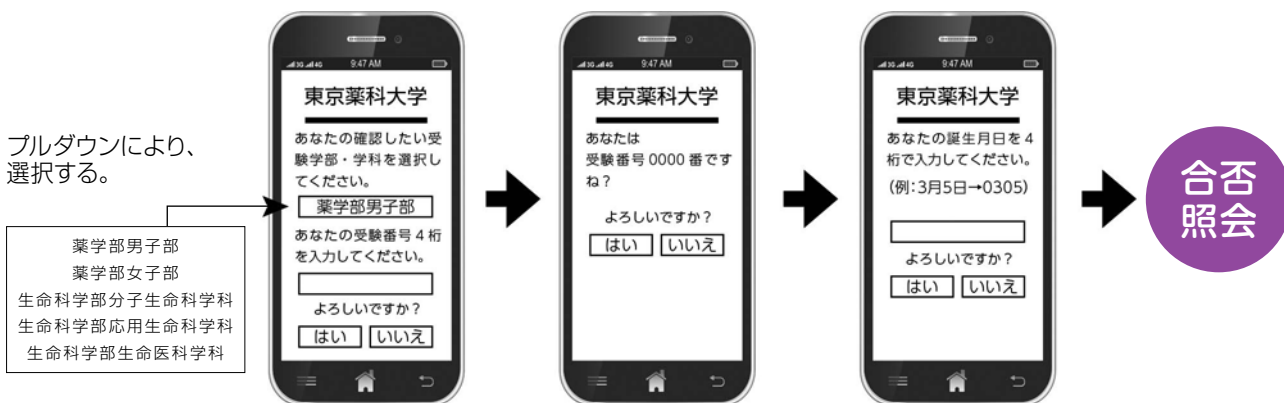 プルダウンにより、
選択する。
薬学部男子部
薬学部女子部
生命科学部分子生命科学科
生命科学部応用生命科学科
生命科学部生命医科学科
3G 4G 9:47 AM
東京薬科大学
あなたの確認したい受
験学部・学科を選択し
てください。
薬学部男子部
あなたの受験番号4桁
を入力してください。
よろしいですか？
はい いいえ
3G 4G 9:47 AM
東京薬科大学
あなたは
受験番号0000番です
ね？
よろしいですか？
はい いいえ
3G 4G 9:47 AM
東京薬科大学
あなたの誕生月日を4
桁で入力してください。
(例：3月5日→0305)
よろしいですか？
はい いいえ
合否
照会